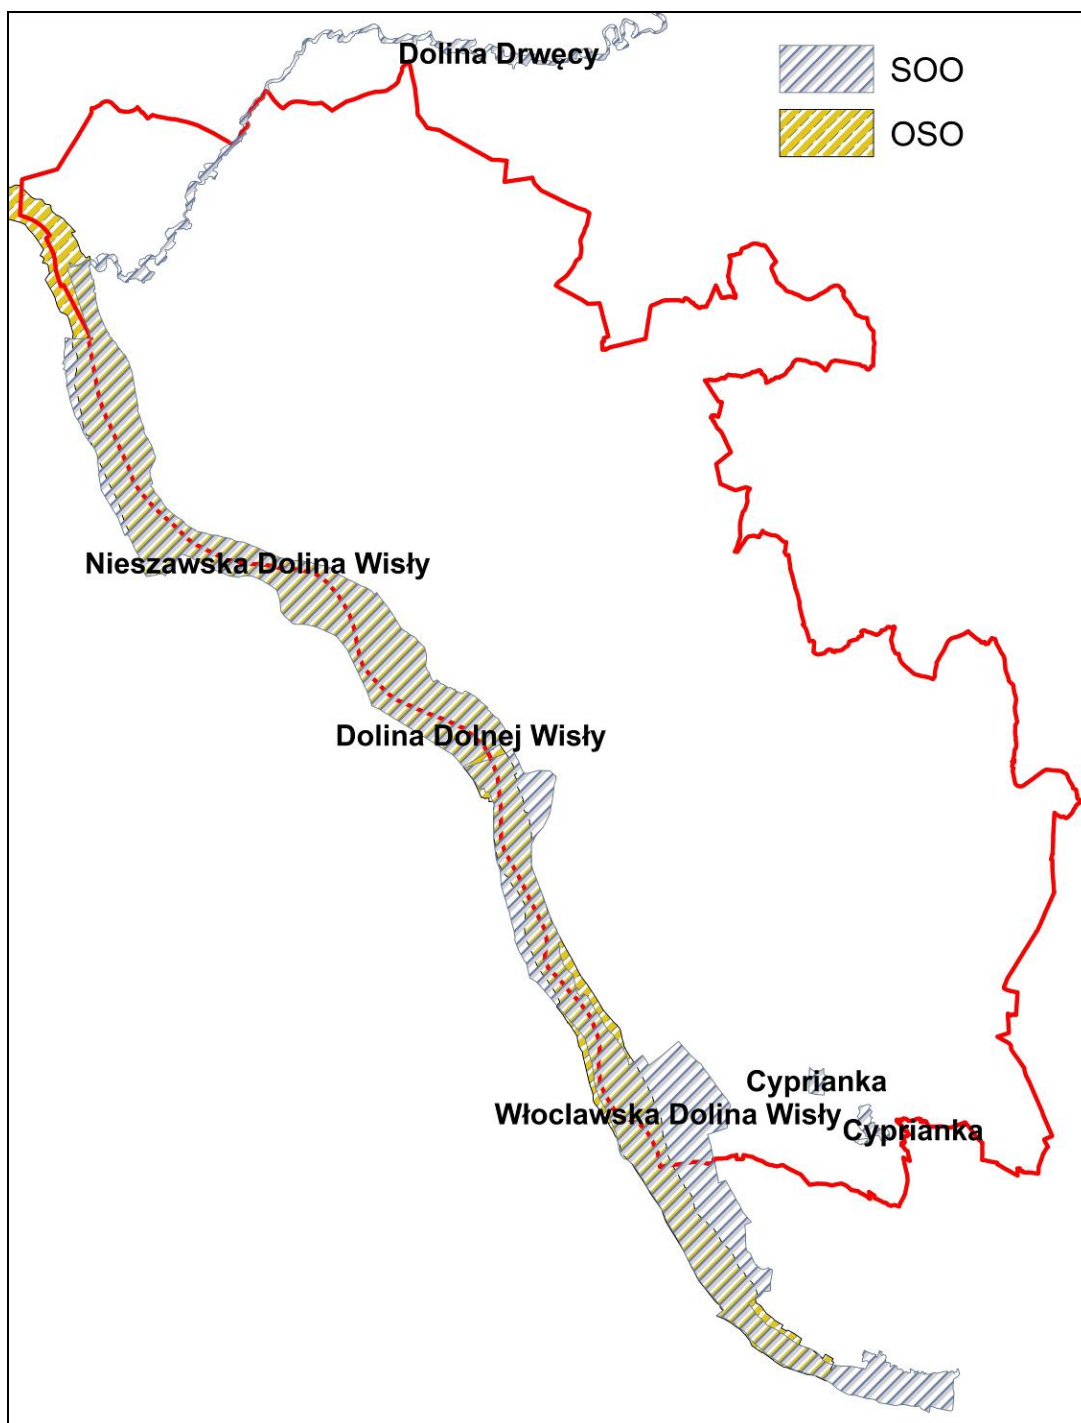 Dolina Drwęcy
SOO
OSO
Nieszawska Dolina Wisły
Dolina Dolnej Wisły
Cyprianka
Włoclawska Dolina Wisły
Cyprianka